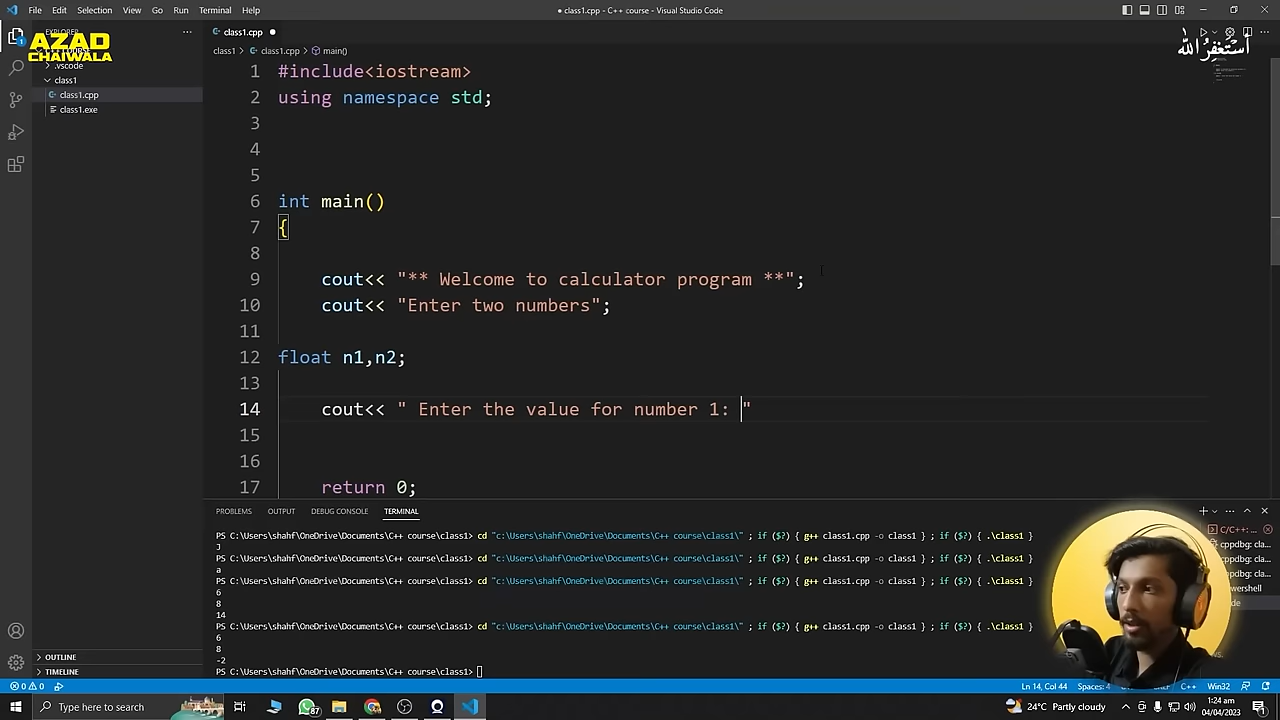 File Edit Selection View Go Run Terminal Help
● class1.cpp - C++ course - Visual Studio Code
AZAD
CHAIWALA
أستغفر الله
EXPLORER
.vscode
class1
class1.cpp
class1.exe
OUTLINE
TIMELINE
class1.cpp ●
class1 > class1.cpp > main()
1 #include<iostream>
2 using namespace std;
3
4
5
6 int main()
7 {
8
9 cout<< "** Welcome to calculator program **";
10 cout<< "Enter two numbers";
11
12 float n1,n2;
13
14 cout<< " Enter the value for number 1: "
15
16
17 return 0;
PROBLEMS OUTPUT DEBUG CONSOLE TERMINAL
PS C:\Users\shahf\OneDrive\Documents\C++ course\class1> cd "c:\Users\shahf\OneDrive\Documents\C++ course\class1\" ; if ($?) { g++ class1.cpp -o class1 } ; if ($?) { .\class1 }
J
PS C:\Users\shahf\OneDrive\Documents\C++ course\class1> cd "c:\Users\shahf\OneDrive\Documents\C++ course\class1\" ; if ($?) { g++ class1.cpp -o class1 } ; if ($?) { .\class1 }
a
PS C:\Users\shahf\OneDrive\Documents\C++ course\class1> cd "c:\Users\shahf\OneDrive\Documents\C++ course\class1\" ; if ($?) { g++ class1.cpp -o class1 } ; if ($?) { .\class1 }
6
8
14
PS C:\Users\shahf\OneDrive\Documents\C++ course\class1> cd "c:\Users\shahf\OneDrive\Documents\C++ course\class1\" ; if ($?) { g++ class1.cpp -o class1 } ; if ($?) { .\class1 }
6
8
-2
PS C:\Users\shahf\OneDrive\Documents\C++ course\class1>
C/C++: ...
cppdbg: cla...
cppdbg: cla...
0 0
Ln 14, Col 44 Spaces: 4 C++ Win32
Type here to search
87
24°C Partly cloudy
1:24 am
04/04/2023